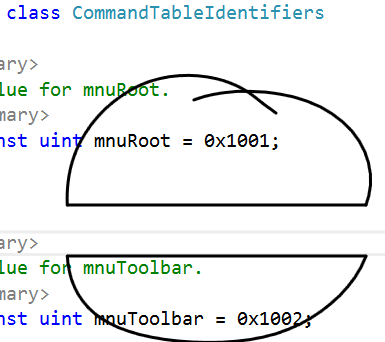 class CommandTableIdentifiers
ary>
lue for mnuRoot.
mary>
nst uint mnuRoot = 0x1001;
ary>
lue for mnuToolbar.
mary>
nst uint mnuToolbar = 0x1002;